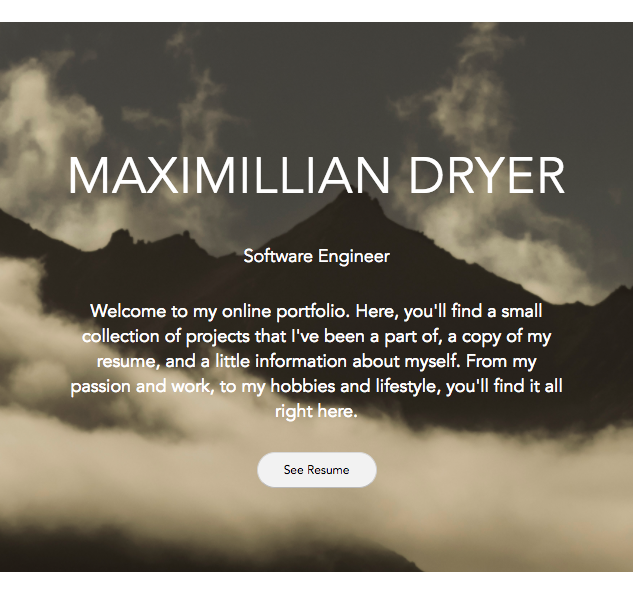 MAXIMILLIAN DRYER
Software Engineer
Welcome to my online portfolio. Here, you'll find a small
collection of projects that I've been a part of, a copy of my
resume, and a little information about myself. From my
passion and work, to my hobbies and lifestyle, you'll find it all
right here.
See Resume